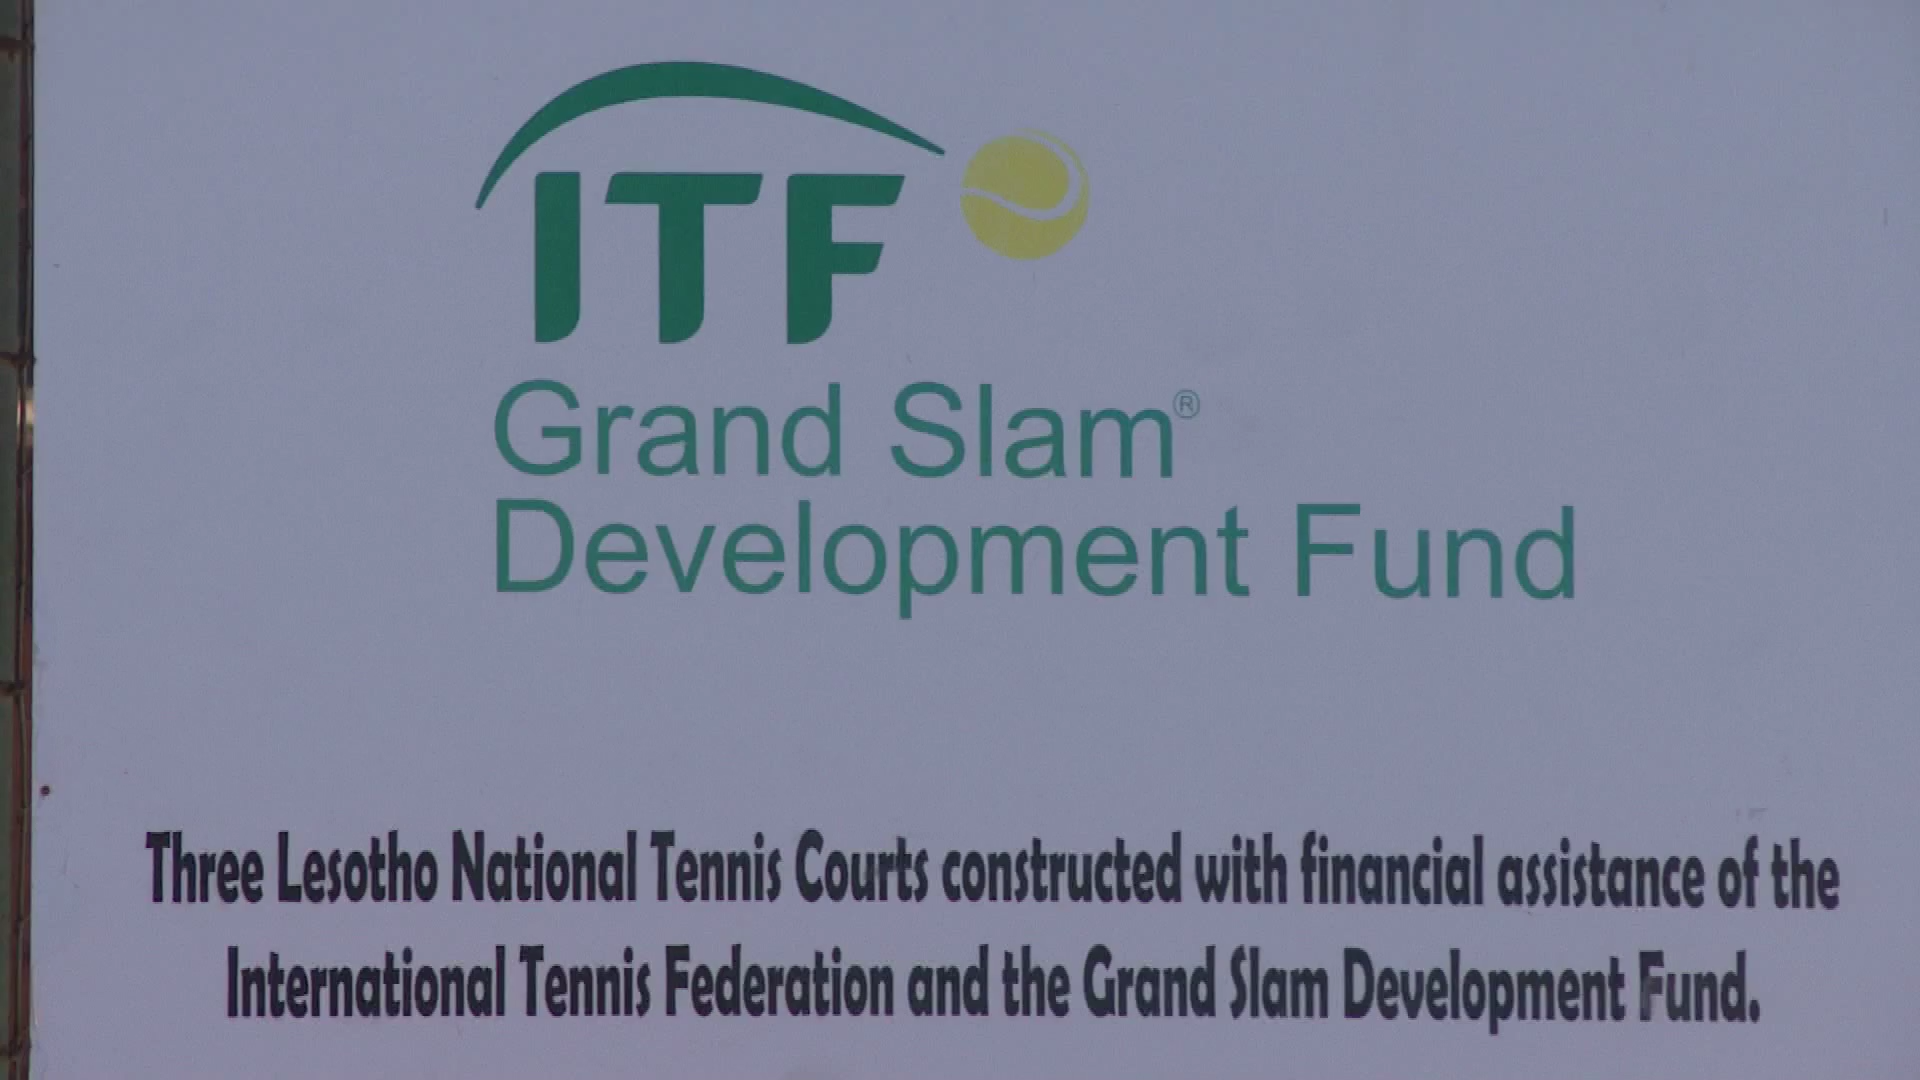 ITF
Grand Slam®
Development Fund
Three Lesotho National Tennis Courts constructed with financial assistance of the
International Tennis Federation and the Grand Slam Development Fund.